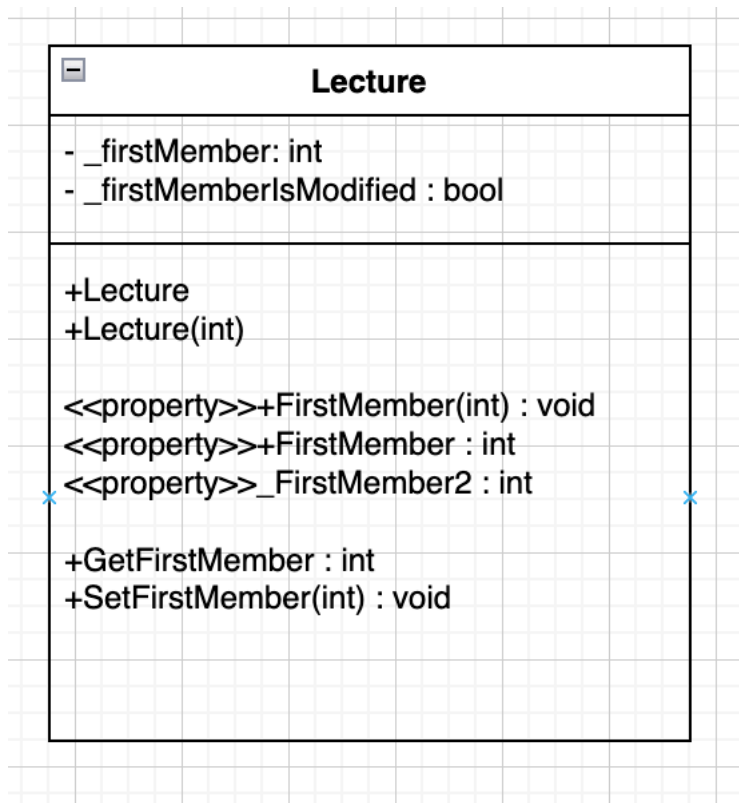 Lecture
- _firstMember: int
- _firstMemberIsModified : bool
+Lecture
+Lecture(int)
<<property>>+FirstMember(int) : void
<<property>>+FirstMember : int
<<property>>_FirstMember2 : int
+GetFirstMember : int
+SetFirstMember(int) : void